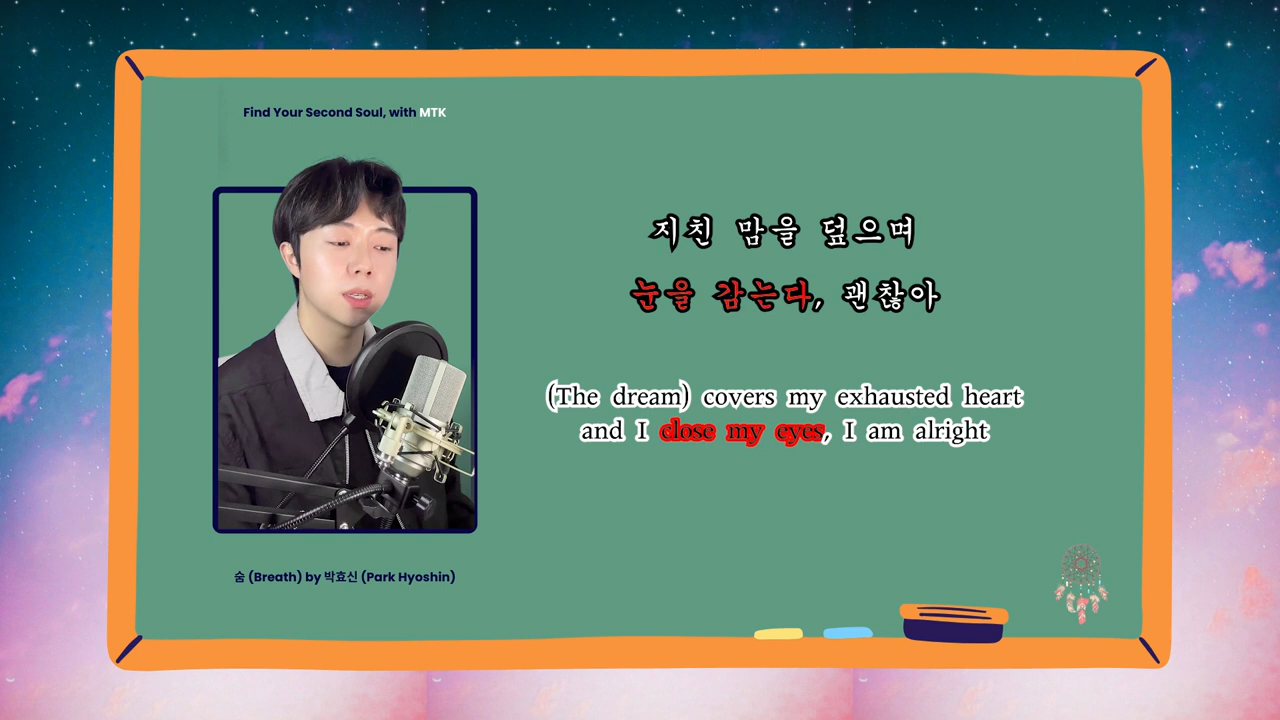 Find Your Second Soul, with MTK
지친 맘을 덮으며
눈을 감는다, 괜찮아
(The dream) covers my exhausted heart
and I close my eyes, I am alright
숨 (Breath) by 박효신 (Park Hyoshin)